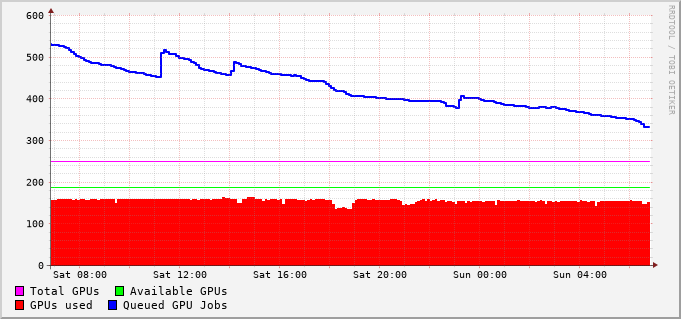 600
500
400
300
200
100
0
Sat 08:00 Sat 12:00 Sat 16:00 Sat 20:00 Sun 00:00 Sun 04:00
Total GPUs Available GPUs
GPUs used Queued GPU Jobs
RRDTOOL / TOBI OETIKER